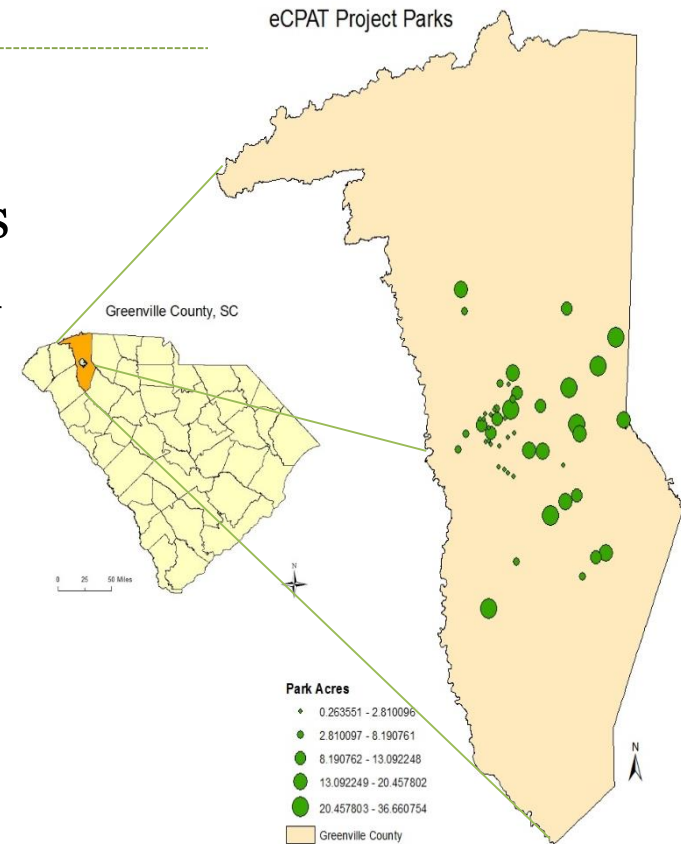 eCPAT Project Parks
s
Greenville County, SC
0 25 50 Miles
N
Park Acres
0.263551 - 2.810096
2.810097 - 8.190761
8.190762 - 13.092248
13.092249 - 20.457802
20.457803 - 36.660754
Greenville County
N